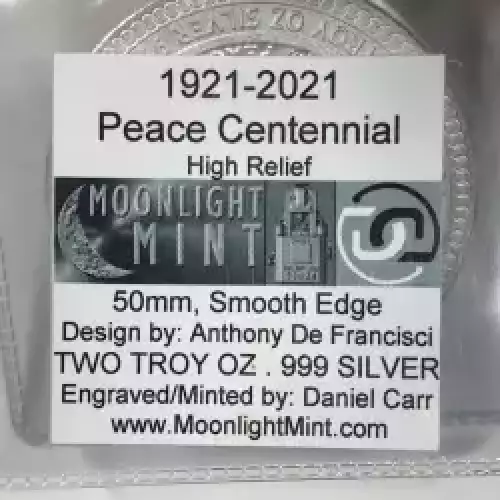 1921-2021
Peace Centennial
High Relief
MOONLIGHT
MINT
50mm, Smooth Edge
Design by: Anthony De Francisci
TWO TROY OZ . 999 SILVER
Engraved/Minted by: Daniel Carr
www.MoonlightMint.com